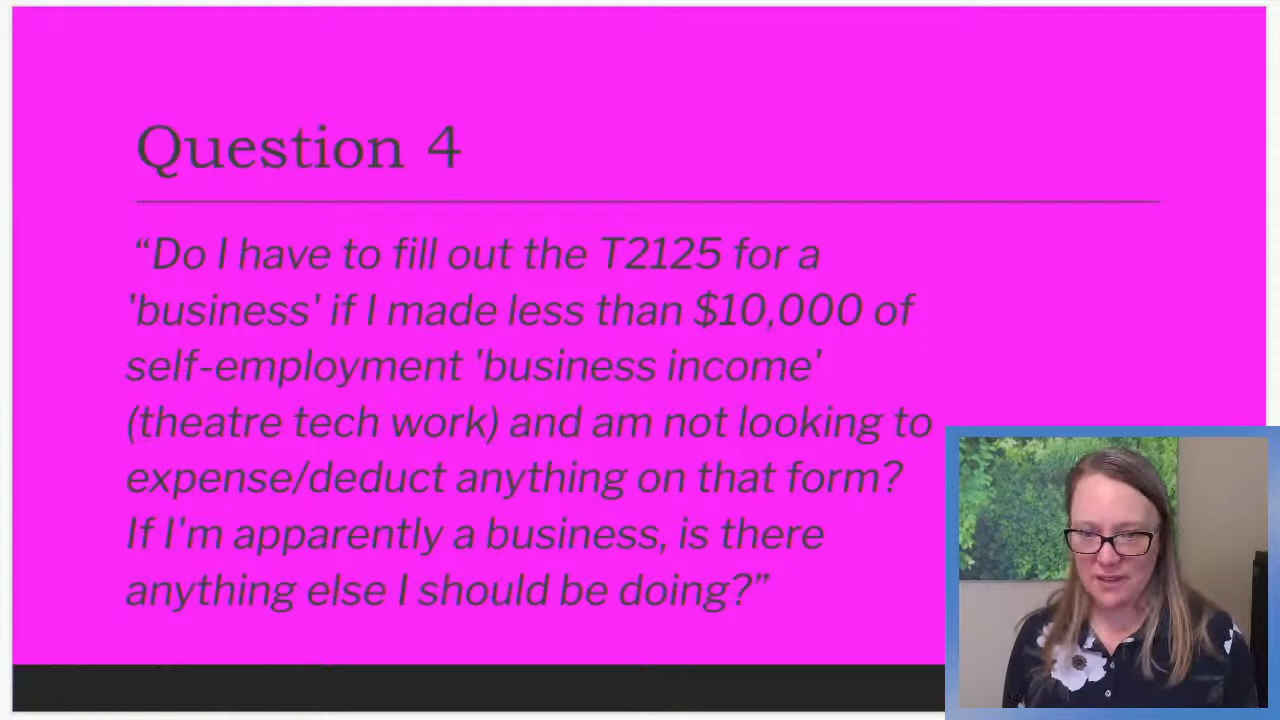 Question 4
“Do I have to fill out the T2125 for a
'business' if I made less than $10,000 of
self-employment 'business income'
(theatre tech work) and am not looking to
expense/deduct anything on that form?
If I'm apparently a business, is there
anything else I should be doing?”